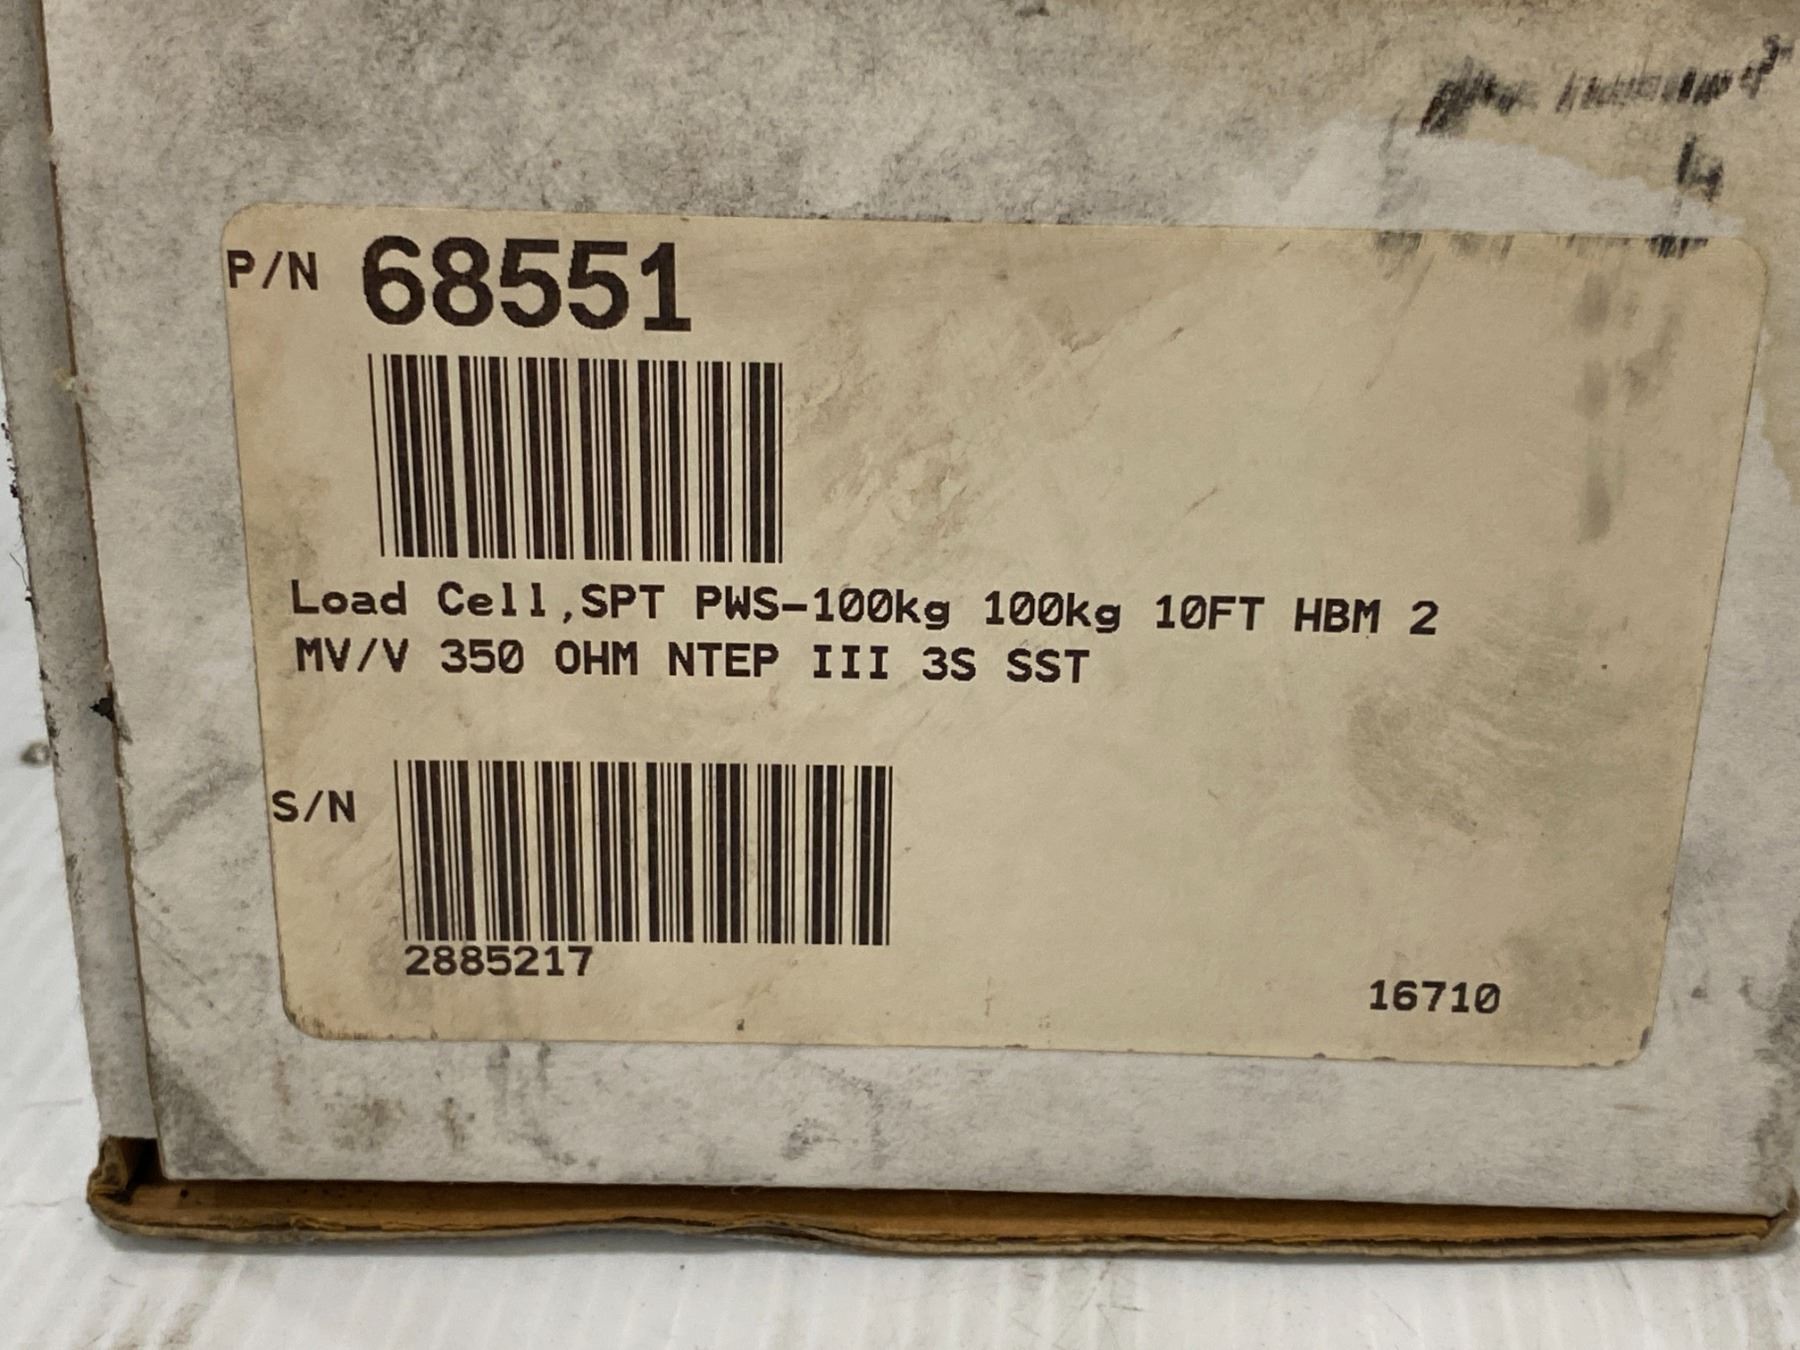 P/N 68551
Load Cell,SPT PWS-100kg 100kg 10FT HBM 2
MV/V 350 OHM NTEP III 3S SST
S/N
2885217
16710